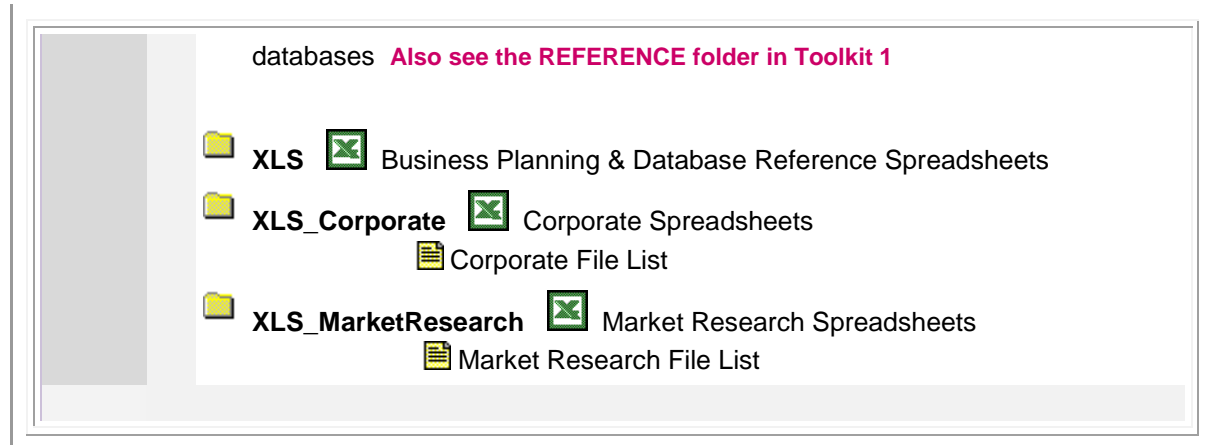 databases Also see the REFERENCE folder in Toolkit 1
XLS Business Planning & Database Reference Spreadsheets
XLS_Corporate Corporate Spreadsheets
Corporate File List
XLS_MarketResearch Market Research Spreadsheets
Market Research File List